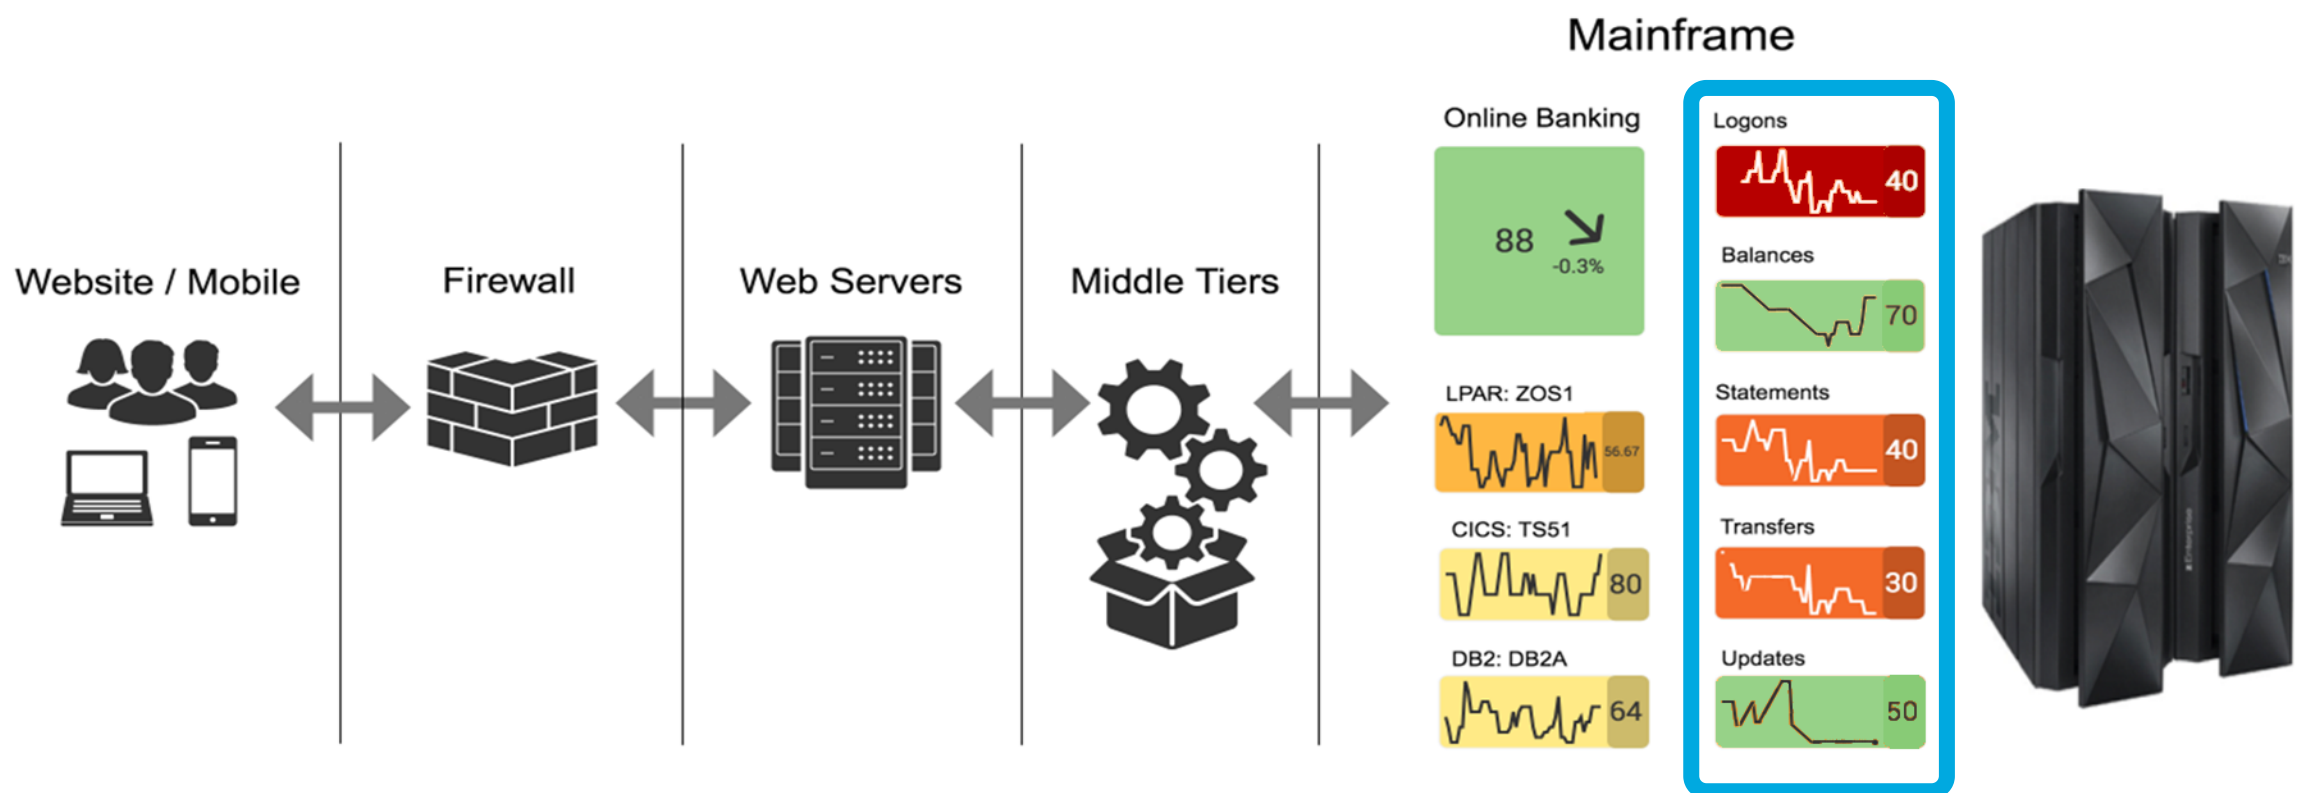 Mainframe
Website / Mobile
Firewall
Web Servers
Middle Tiers
Online Banking
88
-0.3%
LPAR: ZOS1
56.67
CICS: TS51
80
DB2: DB2A
64
Logons
40
Balances
70
Statements
40
Transfers
30
Updates
50